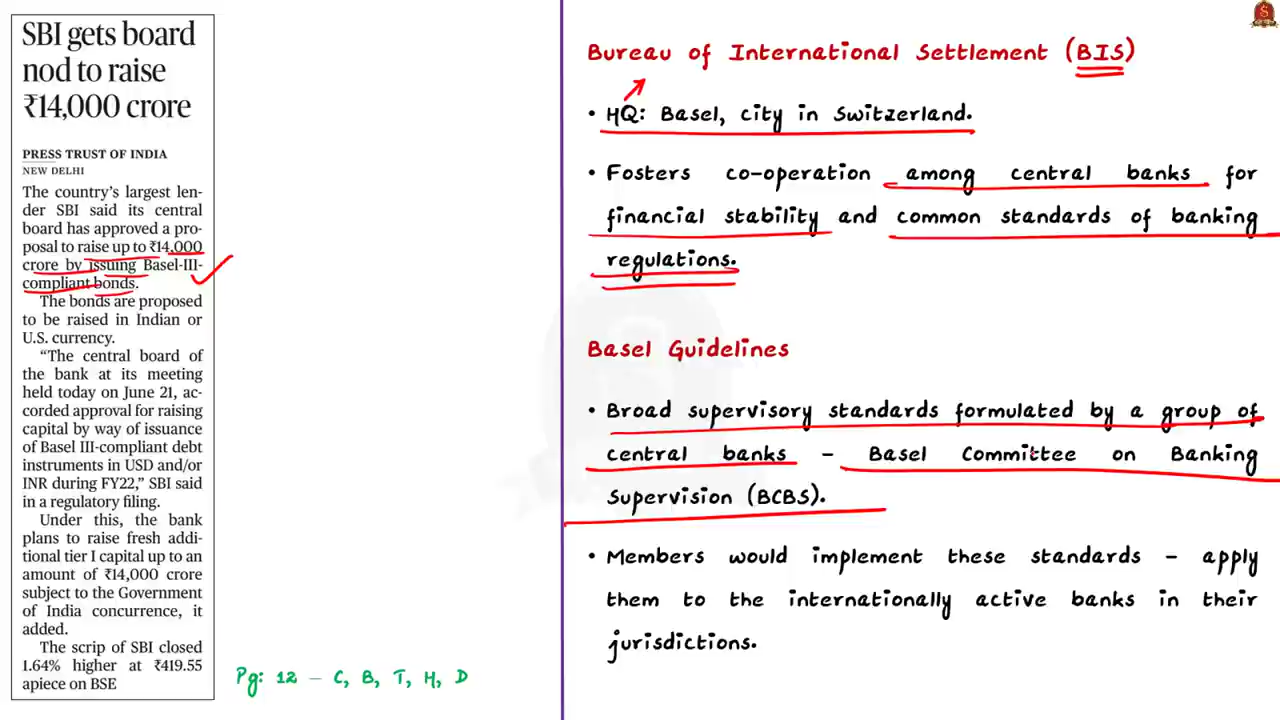 SBI gets board
nod to raise
₹14,000 crore
PRESS TRUST OF INDIA
NEW DELHI
The country's largest len-
der SBI said its central
board has approved a pro-
posal to raise up to ₹14,000
crore by issuing Basel-III-
compliant bonds.
The bonds are proposed
to be raised in Indian or
U.S. currency.
"The central board of
the bank at its meeting
held today on June 21, ac-
corded approval for raising
capital by way of issuance
of Basel III-compliant debt
instruments in USD and/or
INR during FY22," SBI said
in a regulatory filing.
Under this, the bank
plans to raise fresh addi-
tional tier I capital up to an
amount of ₹14,000 crore
subject to the Government
of India concurrence, it
added.
The scrip of SBI closed
1.64% higher at ₹419.55
apiece on BSE
Pg: 12 – C, B, T, H, D
Bureau of International Settlement (BIS)
• HQ: Basel, city in Switzerland.
• Fosters co-operation among central banks for
financial stability and common standards of banking
regulations.
Basel Guidelines
• Broad supervisory standards formulated by a group of
central banks – Basel Committee on Banking
Supervision (BCBS).
• Members would implement these standards – apply
them to the internationally active banks in their
jurisdictions.